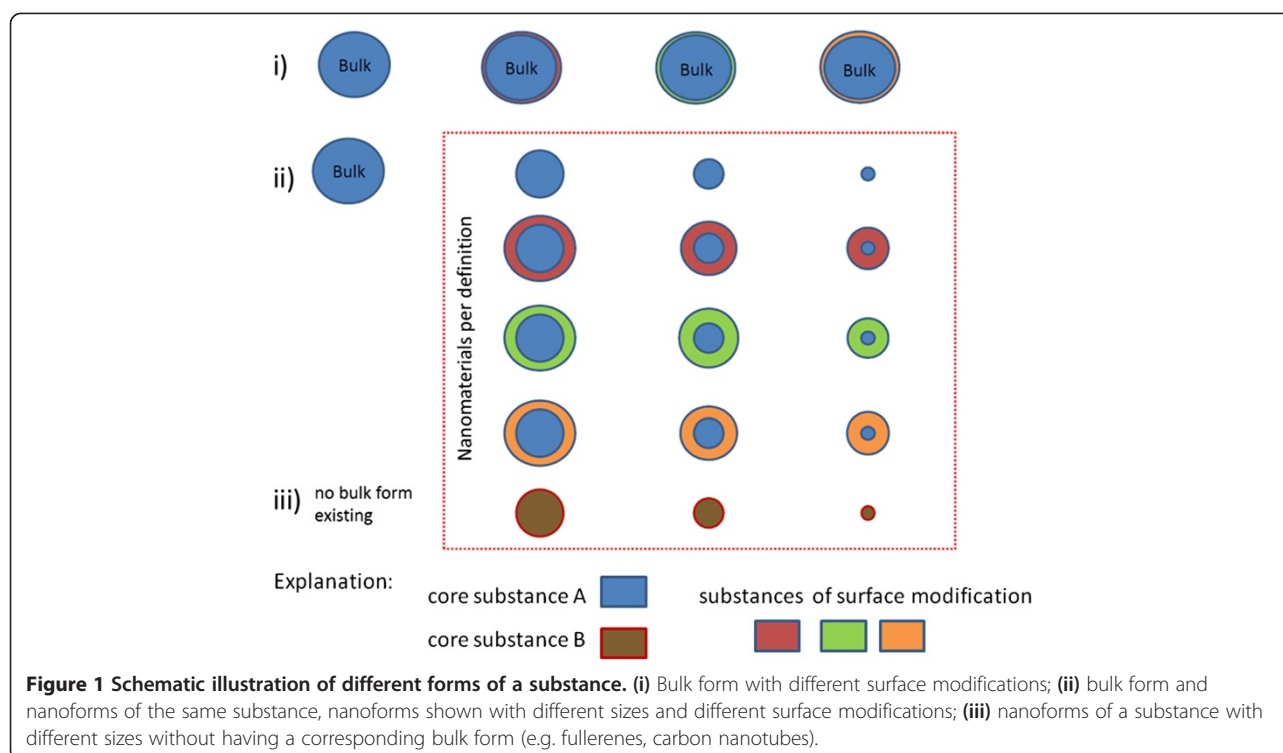 i) Bulk Bulk Bulk Bulk
ii) Bulk
Nanomaterials per definition
iii) no bulk form
existing
Explanation:
core substance A
substances of surface modification
core substance B
Figure 1 Schematic illustration of different forms of a substance. (i) Bulk form with different surface modifications; (ii) bulk form and
nanoforms of the same substance, nanoforms shown with different sizes and different surface modifications; (iii) nanoforms of a substance with
different sizes without having a corresponding bulk form (e.g. fullerenes, carbon nanotubes).